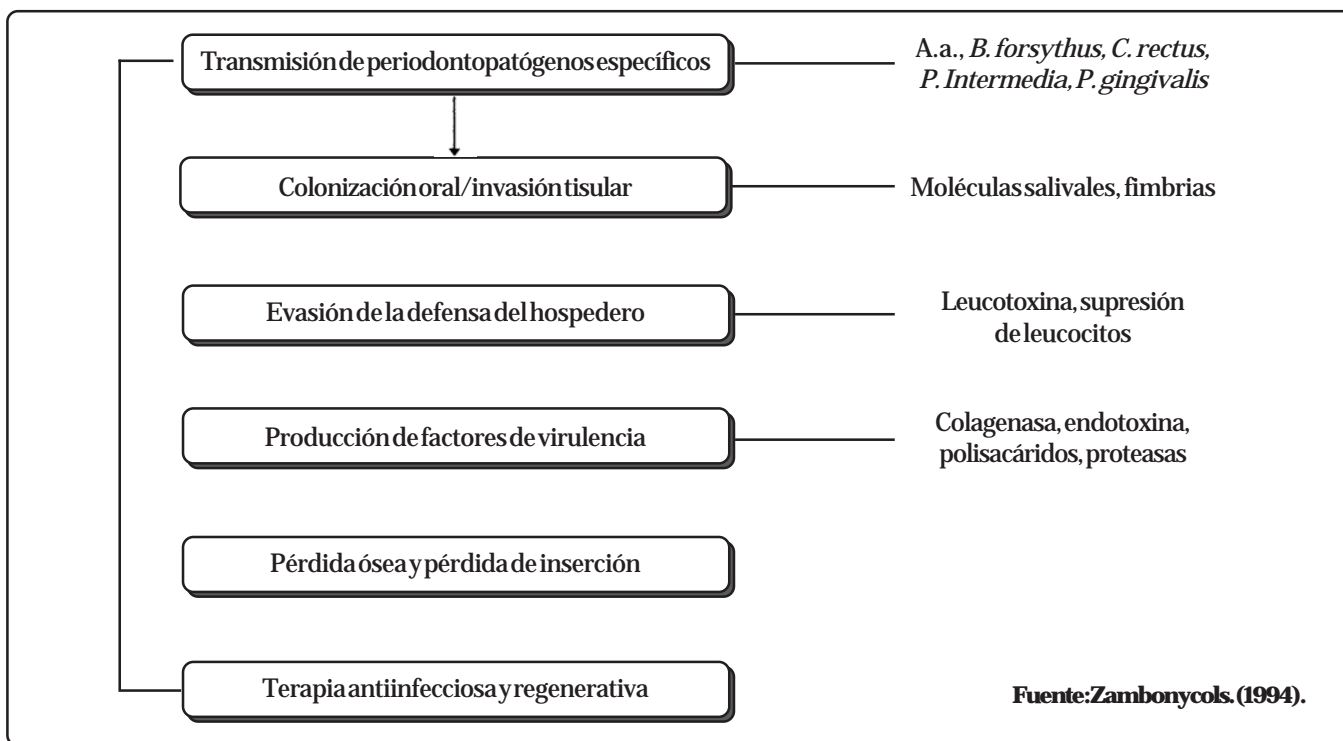 Transmisión de periodontopatógenos específicos
A.a., B. forsythus, C. rectus,
P. Intermedia, P. gingivalis
Colonización oral/invasión tisular
Moléculas salivales, fimbrias
Evasión de la defensa del hospedero
Leucotoxina, supresión
de leucocitos
Producción de factores de virulencia
Colagenasa, endotoxina,
polisacáridos, proteasas
Pérdida ósea y pérdida de inserción
Terapia antiinfecciosa y regenerativa
Fuente: Zambon y cols. (1994).